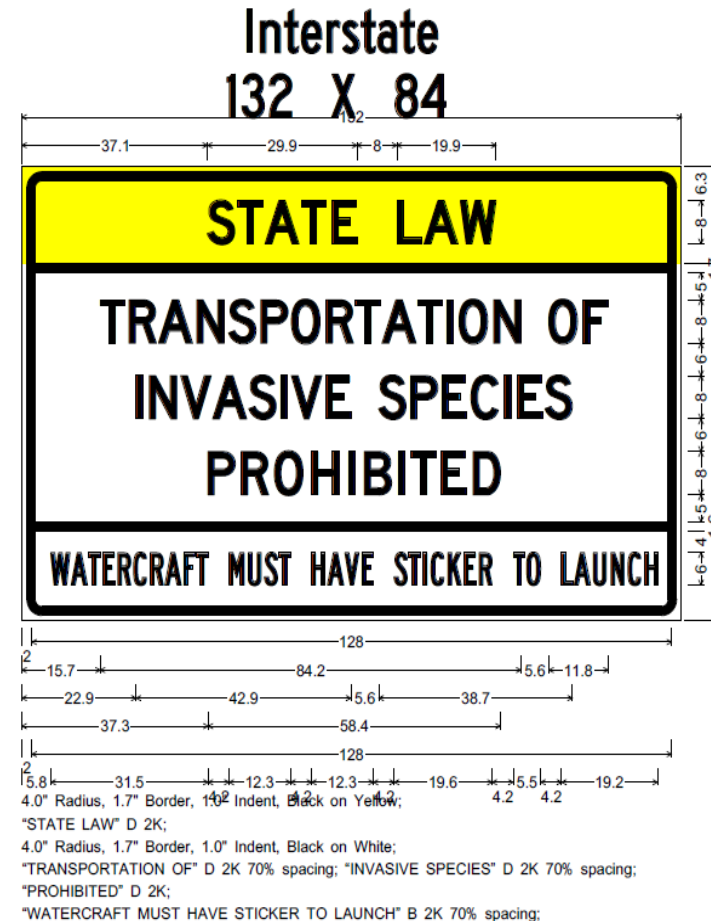 Interstate
132 X 84
132
37.1 29.9 8 19.9
STATE LAW
TRANSPORTATION OF
INVASIVE SPECIES
PROHIBITED
WATERCRAFT MUST HAVE STICKER TO LAUNCH
6.3
8
5
8
6
8
6
8
5
4
6
128
2
15.7 84.2 5.6 11.8
22.9 42.9 5.6 38.7
37.3 58.4
128
2
5.8 31.5 12.3 12.3 19.6 5.5 19.2
4.2 4.2 4.2 4.2 4.2
4.0" Radius, 1.7" Border, 1.0" Indent, Black on Yellow;
"STATE LAW" D 2K;
4.0" Radius, 1.7" Border, 1.0" Indent, Black on White;
"TRANSPORTATION OF" D 2K 70% spacing; "INVASIVE SPECIES" D 2K 70% spacing;
"PROHIBITED" D 2K;
"WATERCRAFT MUST HAVE STICKER TO LAUNCH" B 2K 70% spacing;